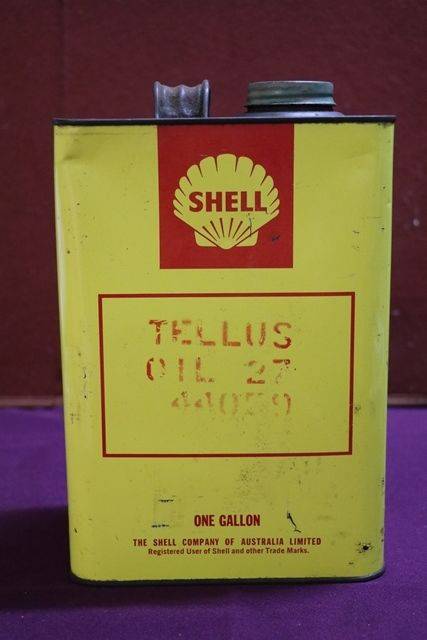 SHELL
TELLUS
OIL 27
44059
ONE GALLON
THE SHELL COMPANY OF AUSTRALIA LIMITED
Registered User of Shell and other Trade Marks.